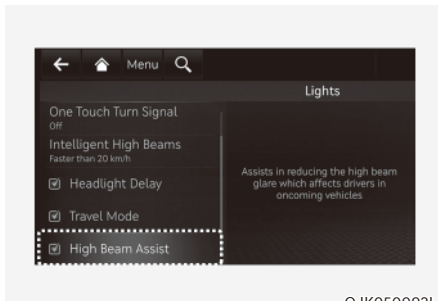 Menu
Lights
One Touch Turn Signal
Off
Intelligent High Beams
Faster than 20 km/h
Headlight Delay
Travel Mode
High Beam Assist
Assists in reducing the high beam
glare which affects drivers in
oncoming vehicles